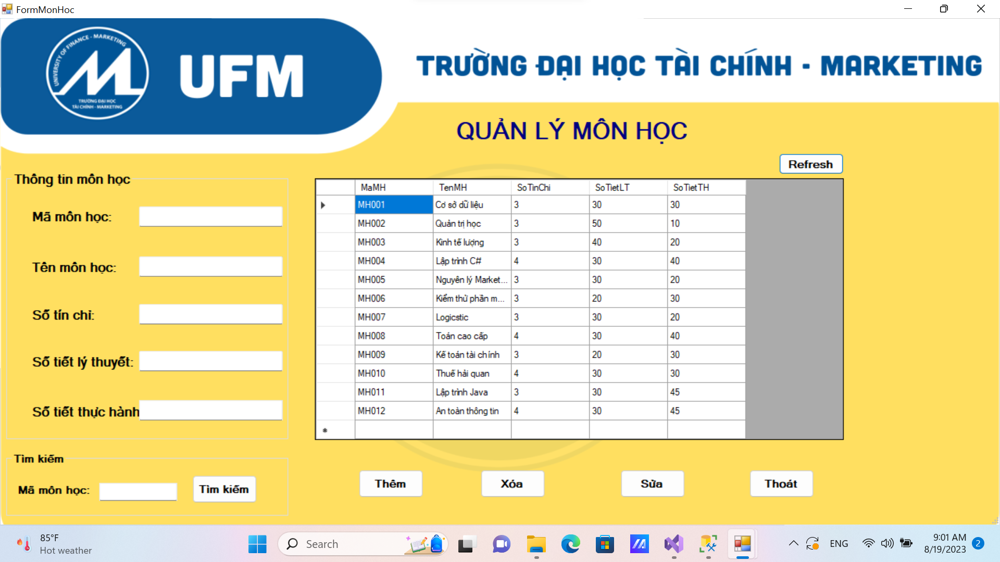 FormMonHoc
UNIVERSITY OF FINANCE - MARKETING
TRƯỜNG ĐẠI HỌC
TÀI CHÍNH - MARKETING
UFM
TRƯỜNG ĐẠI HỌC TÀI CHÍNH - MARKETING
QUẢN LÝ MÔN HỌC
Refresh
Thông tin môn học
Mã môn học:
Tên môn học:
Số tín chỉ:
Số tiết lý thuyết:
Số tiết thực hành
MaMH TenMH SoTinChi SoTietLT SoTietTH
MH001 Cơ sở dữ liệu 3 30 30
MH002 Quản trị học 3 50 10
MH003 Kinh tế lượng 3 40 20
MH004 Lập trình C# 4 30 40
MH005 Nguyên lý Market... 3 30 20
MH006 Kiểm thử phần m... 3 20 30
MH007 Logicstic 3 30 20
MH008 Toán cao cấp 4 30 40
MH009 Kế toán tài chính 3 20 30
MH010 Thuế hải quan 4 30 30
MH011 Lập trình Java 3 30 45
MH012 An toàn thông tin 4 30 45
Tìm kiếm
Mã môn học:
Tìm kiếm
Thêm Xóa Sửa Thoát
85°F
Hot weather
Search
ENG
9:01 AM
8/19/2023
2